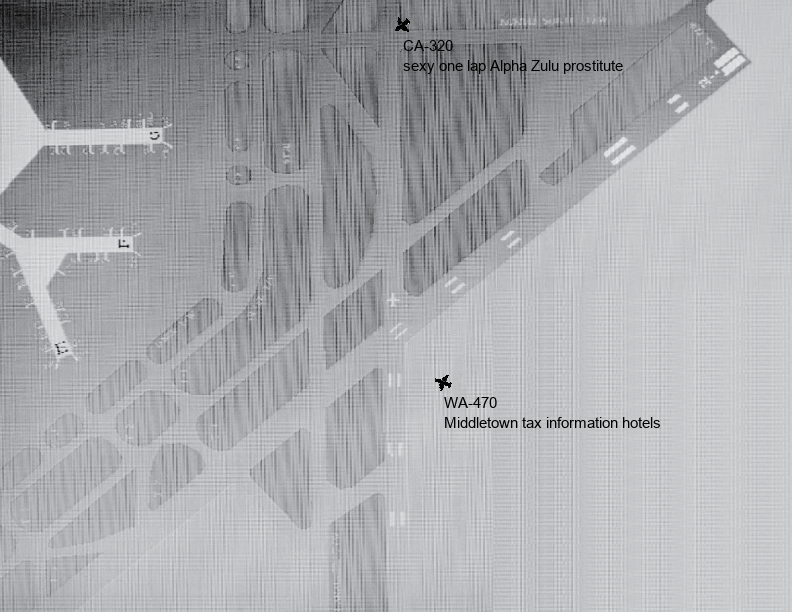 CA-320
sexy one lap Alpha Zulu prostitute
G
F
E
WA-470
Middletown tax information hotels